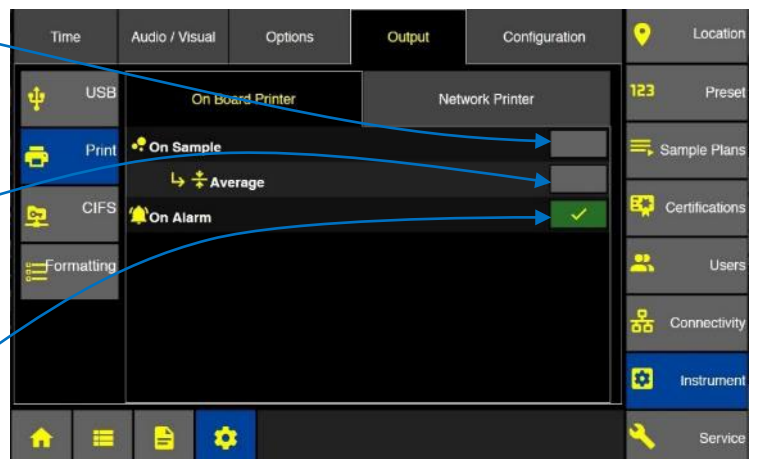 Time
Audio / Visual
Options
Output
Configuration
Location
USB
On Board Printer
Network Printer
123
Preset
Print
On Sample
Sample Plans
Average
CIFS
On Alarm
Certifications
Formatting
Users
Connectivity
Instrument
Service